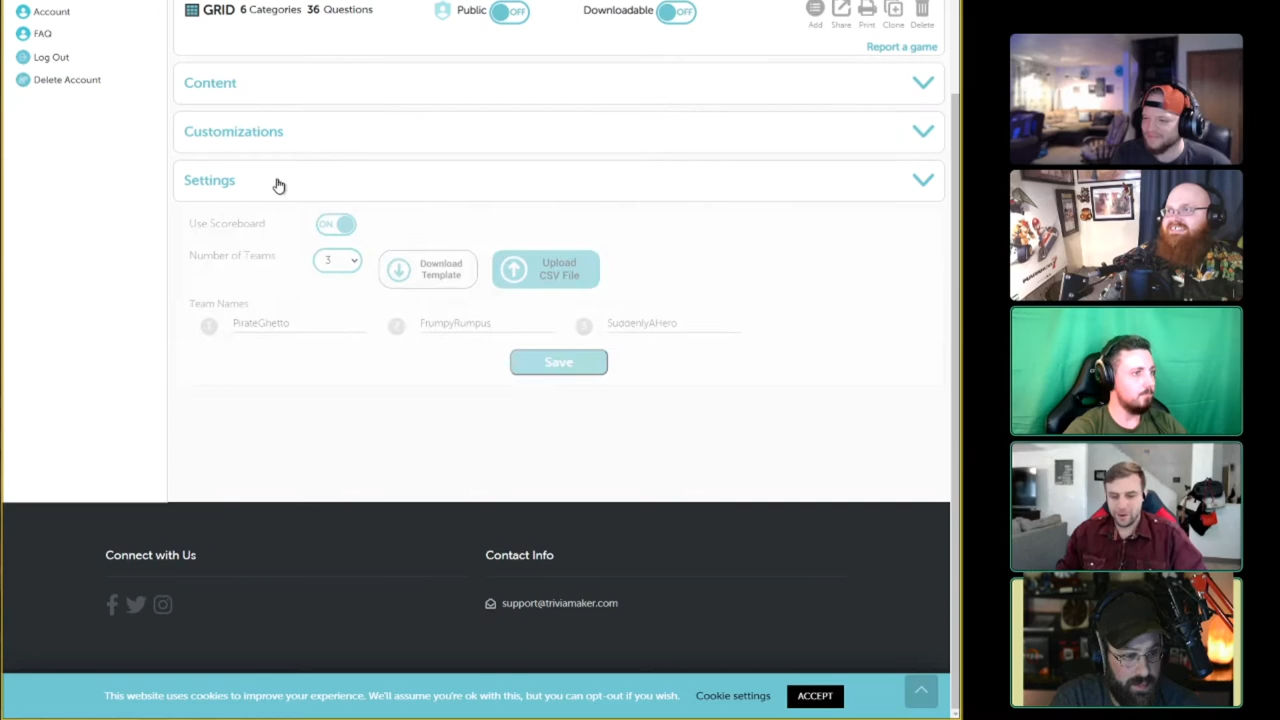 Account
FAQ
Log Out
Delete Account
GRID 6 Categories 36 Questions
Public OFF
Downloadable OFF
Add Share Print Clone Delete
Report a game
Content
Customizations
Settings
Use Scoreboard ON
Number of Teams 3
Download Template
Upload CSV File
Team Names
1 PirateGhetto 2 FrumpyRumpus 3 SuddenlyAHero
Save
Connect with Us
Contact Info
support@triviamaker.com
This website uses cookies to improve your experience. We'll assume you're ok with this, but you can opt-out if you wish. Cookie settings ACCEPT